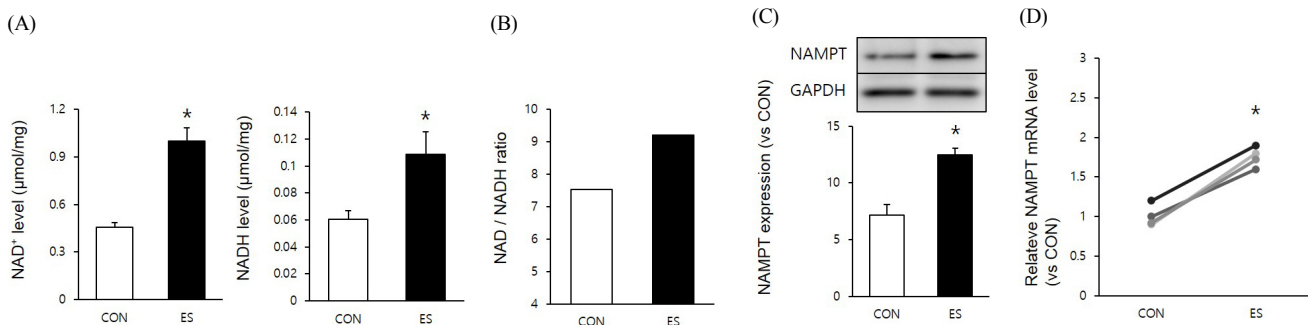 (A)
NAD⁺ level (μmol/mg)
1.2
0.9
0.6
0.3
0
*
CON ES
NADH level (μmol/mg)
0.14
0.12
0.1
0.08
0.06
0.04
0.02
0
*
CON ES
(B)
NAD / NADH ratio
10
9
8
7
6
5
4
CON ES
(C)
NAMPT
GAPDH
NAMPT expression (vs CON)
15
10
5
0
*
CON ES
(D)
Relateve NAMPT mRNA level
(vs CON)
3
2.5
2
1.5
1
0.5
0
*
CON ES